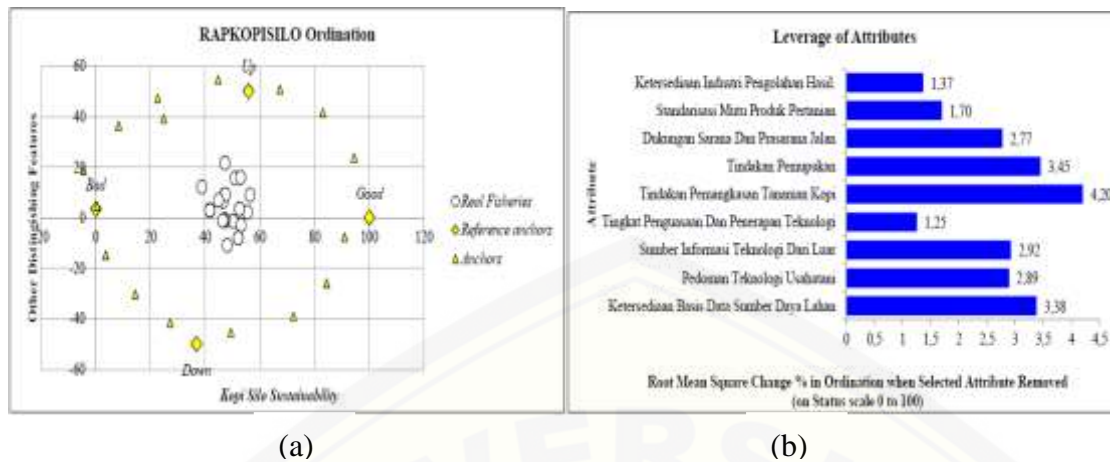 RAPKOPISILO Ordination
Up
60
40
20
0
-20
-40
-60
Other Distingishing Features
Bad
Good
Down
-20 0 20 40 60 80 100 120
Kopi Silo Sustainability
Real Fisheries
Reference anchors
Anchors
(a)
Leverage of Attributes
Attribute
Ketersediaan Industri Pengolahan Hasil 1,37
Standarisasi Mutu Produk Pertanian 1,70
Dukungan Sarana Dan Prasarana Jalan 2,77
Tindakan 3,45
Tindakan Pemangkasan Tanaman Kopi 4,20
Tingkat Penguasaan Dan Penerapan Teknologi 1,25
Sumber Informasi Teknologi Dari Luar 2,92
Pedoman Teknologi Usahatani 2,89
Ketersediaan Basis Data Sumber Daya Lahan 3,38
0 0,5 1 1,5 2 2,5 3 3,5 4 4,5
Root Mean Square Change % in Ordination when Selected Attribute Removed
(on Status scale 0 to 100)
(b)